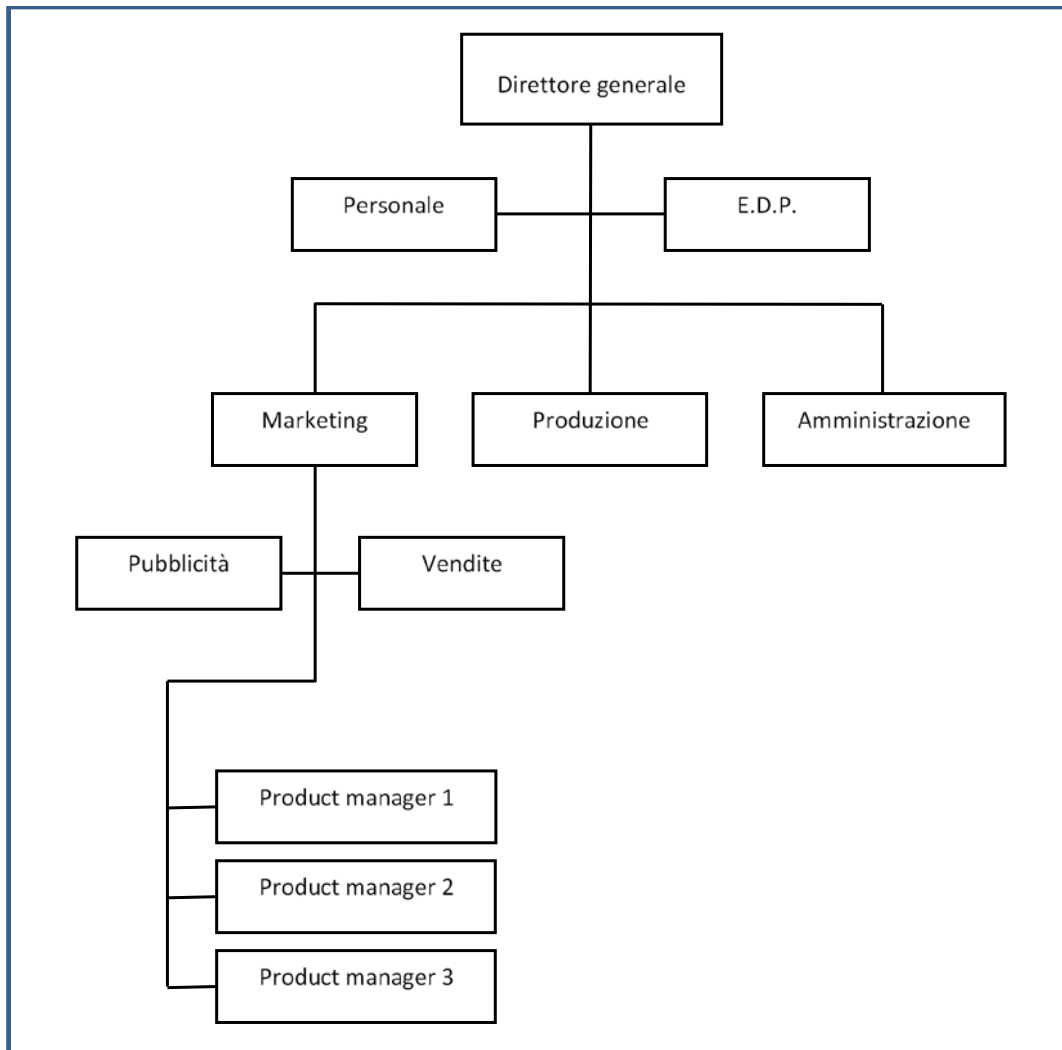 Direttore generale
Personale
E.D.P.
Marketing
Produzione
Amministrazione
Pubblicità
Vendite
Product manager 1
Product manager 2
Product manager 3